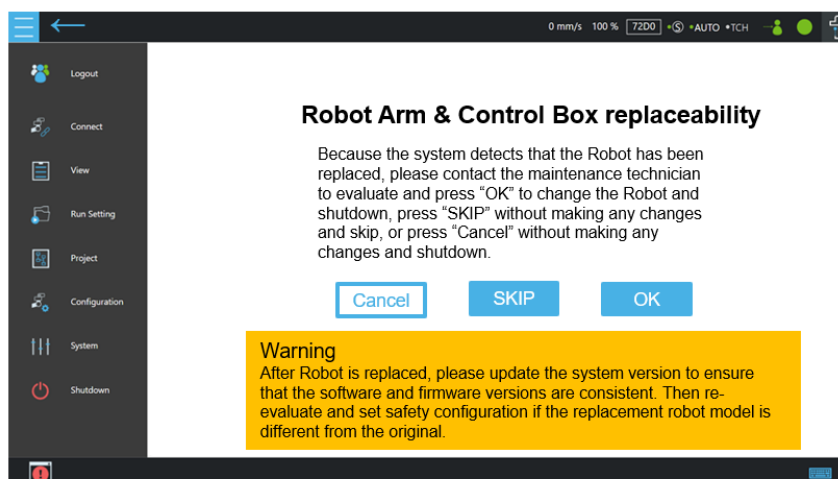 0 mm/s 100 % 72D0 •Ⓢ •AUTO •TCH
Logout
Connect
View
Run Setting
Project
Configuration
System
Shutdown
Robot Arm & Control Box replaceability
Because the system detects that the Robot has been
replaced, please contact the maintenance technician
to evaluate and press “OK” to change the Robot and
shutdown, press “SKIP” without making any changes
and skip, or press “Cancel” without making any
changes and shutdown.
Cancel SKIP OK
Warning
After Robot is replaced, please update the system version to ensure
that the software and firmware versions are consistent. Then re-
evaluate and set safety configuration if the replacement robot model is
different from the original.